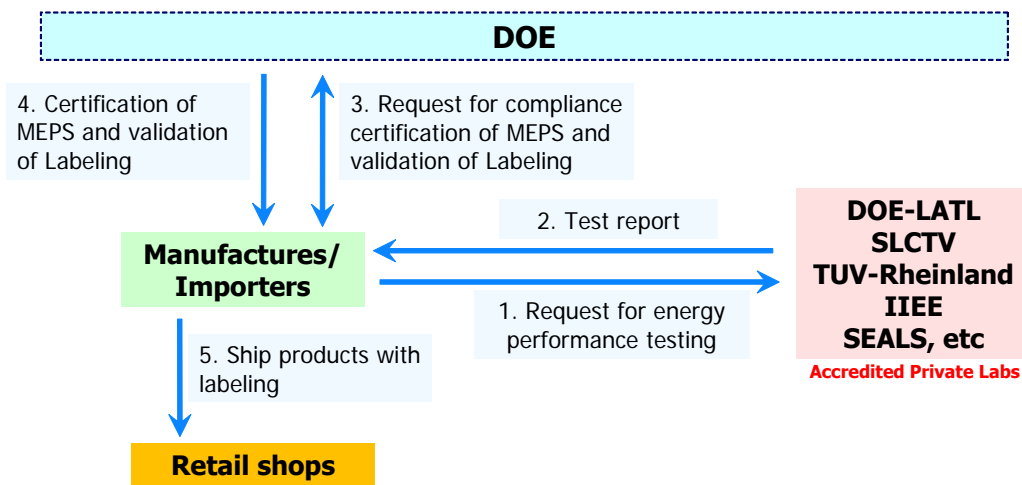 DOE
4. Certification of
MEPS and validation
of Labeling
3. Request for compliance
certification of MEPS and
validation of Labeling
2. Test report
Manufactures/
Importers
1. Request for energy
performance testing
DOE-LATL
SLCTV
TUV-Rheinland
IIEE
SEALS, etc
Accredited Private Labs
5. Ship products with
labeling
Retail shops